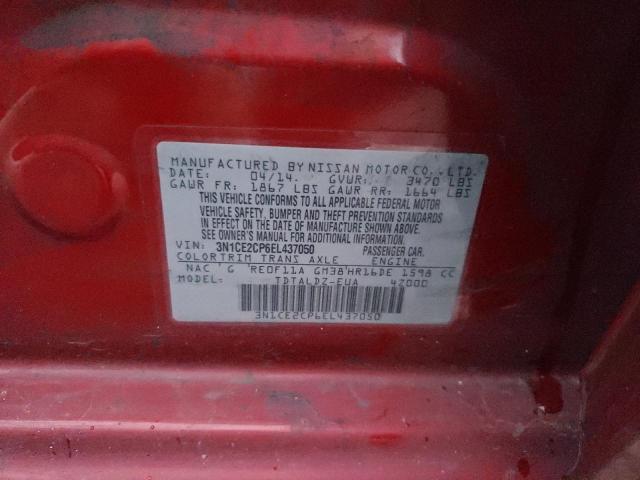 MANUFACTURED BY NISSAN MOTOR CO., LTD.
DATE: 04/14. GVWR: 3470 LBS
GAWR FR: 1867 LBS GAWR RR: 1664 LBS
THIS VEHICLE CONFORMS TO ALL APPLICABLE FEDERAL MOTOR
VEHICLE SAFETY, BUMPER AND THEFT PREVENTION STANDARDS
IN EFFECT ON THE DATE OF MANUFACTURE SHOWN ABOVE.
SEE OWNER'S MANUAL FOR ADDITIONAL INFORMATION.
VIN: 3N1CE2CP6EL437050 PASSENGER CAR.
COLOR TRIM TRANS AXLE ENGINE
NAC G RE0F11A GM38 HR16DE 1598 CC
MODEL: TDTALDZ-EUA 42000
3N1CE2CP6EL437050